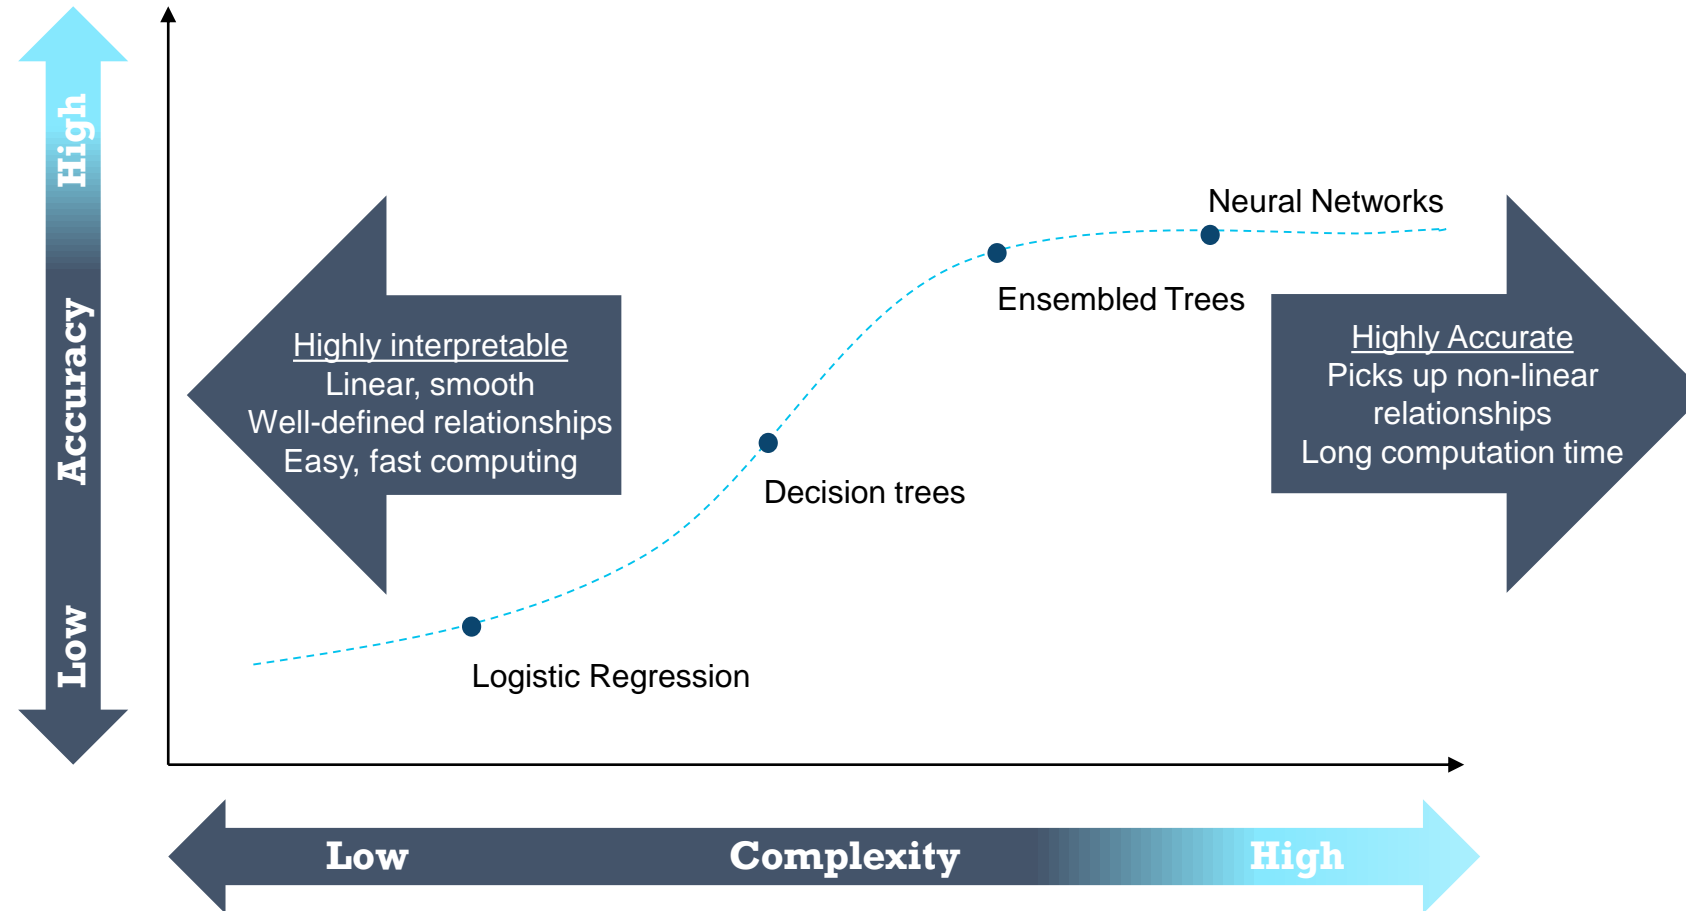 High
Accuracy
Low
Neural Networks
Ensembled Trees
Highly interpretable
Linear, smooth
Well-defined relationships
Easy, fast computing
Highly Accurate
Picks up non-linear
relationships
Long computation time
Decision trees
Logistic Regression
Low Complexity High